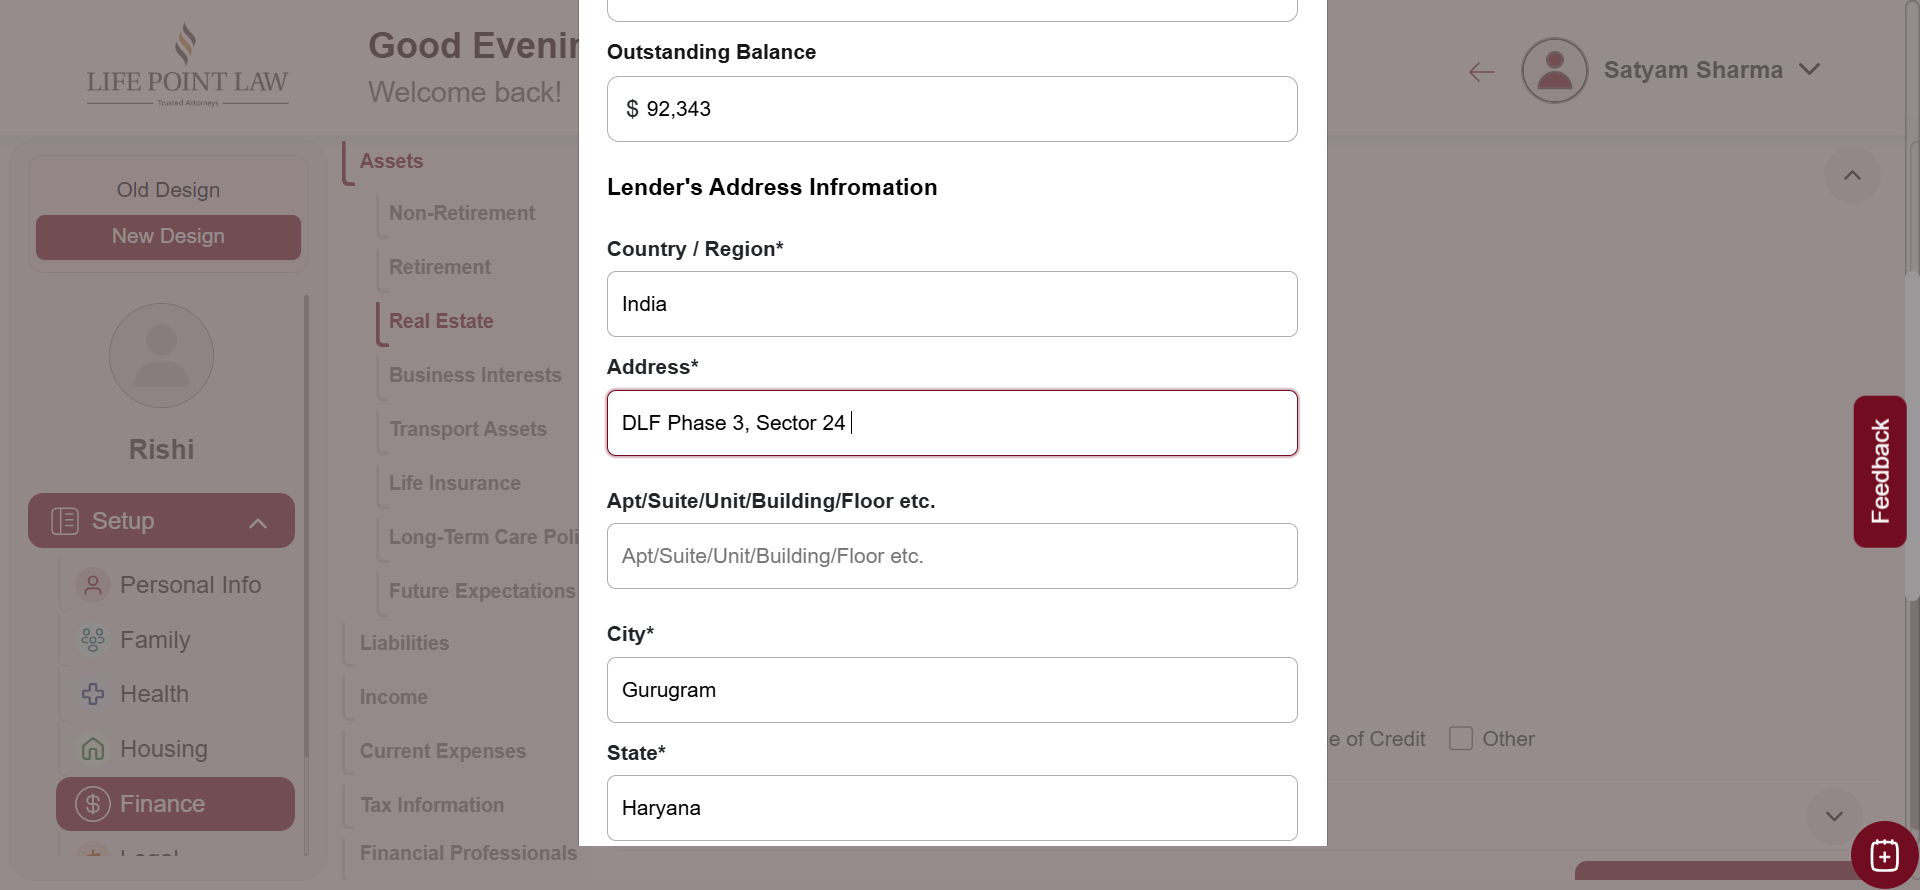 LIFE POINT LAW
Trusted Attorneys
Good Evenin
Welcome back!
Satyam Sharma
Old Design
New Design
Rishi
Setup
Personal Info
Family
Health
Housing
Finance
Legal
Assets
Non-Retirement
Retirement
Real Estate
Business Interests
Transport Assets
Life Insurance
Long-Term Care Poli
Future Expectations
Liabilities
Income
Current Expenses
Tax Information
Financial Professionals
Outstanding Balance
$ 92,343
Lender's Address Infromation
Country / Region*
India
Address*
DLF Phase 3, Sector 24
Apt/Suite/Unit/Building/Floor etc.
Apt/Suite/Unit/Building/Floor etc.
City*
Gurugram
State*
Haryana
e of Credit
Other
Feedback